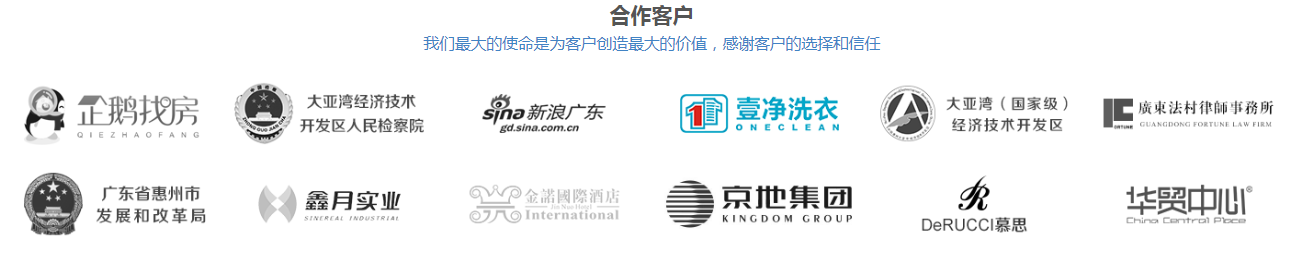 合作客户
我们最大的使命是为客户创造最大的价值，感谢客户的选择和信任
企鹅找房
QIEZHAOFANG
大亚湾经济技术
开发区人民检察院
sina新浪广东
gd.sina.com.cn
1
壹净洗衣
ONECLEAN
大亚湾（国家级）
经济技术开发区
FORTUNE
廣東法村律師事務所
GUANGDONG FORTUNE LAW FIRM
广东省惠州市
发展和改革局
鑫月实业
SINEREAL INDUSTRIAL
金諾國際酒店
Jin Nuo Hotel
International
京地集团
KINGDOM GROUP
DeRUCCI慕思
华贸中心®
China Central Place